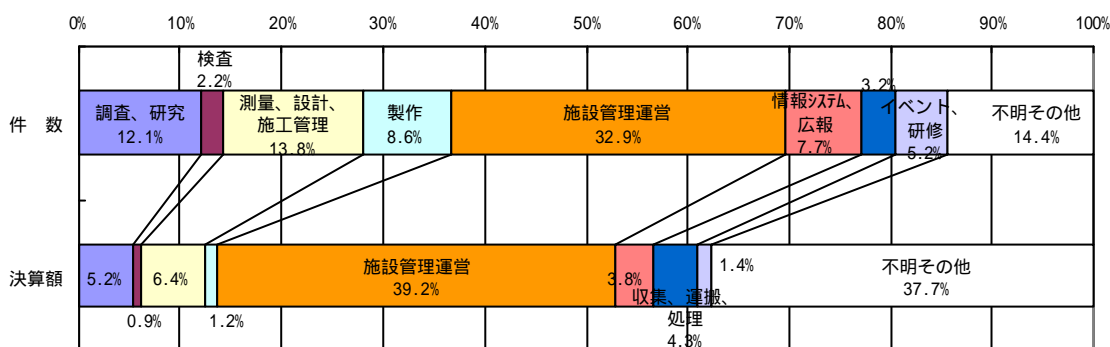 0% 10% 20% 30% 40% 50% 60% 70% 80% 90% 100%
検査
2.2%
3.2%
件　数
調査、研究
12.1%
測量、設計、
施工管理
13.8%
製作
8.6%
施設管理運営
32.9%
情報システム、
広報
7.7%
イベント、
研修
5.2%
不明その他
14.4%
決算額
5.2%
0.9%
6.4%
1.2%
施設管理運営
39.2%
3.8%
収集、運搬、
処理
4.3%
1.4%
不明その他
37.7%